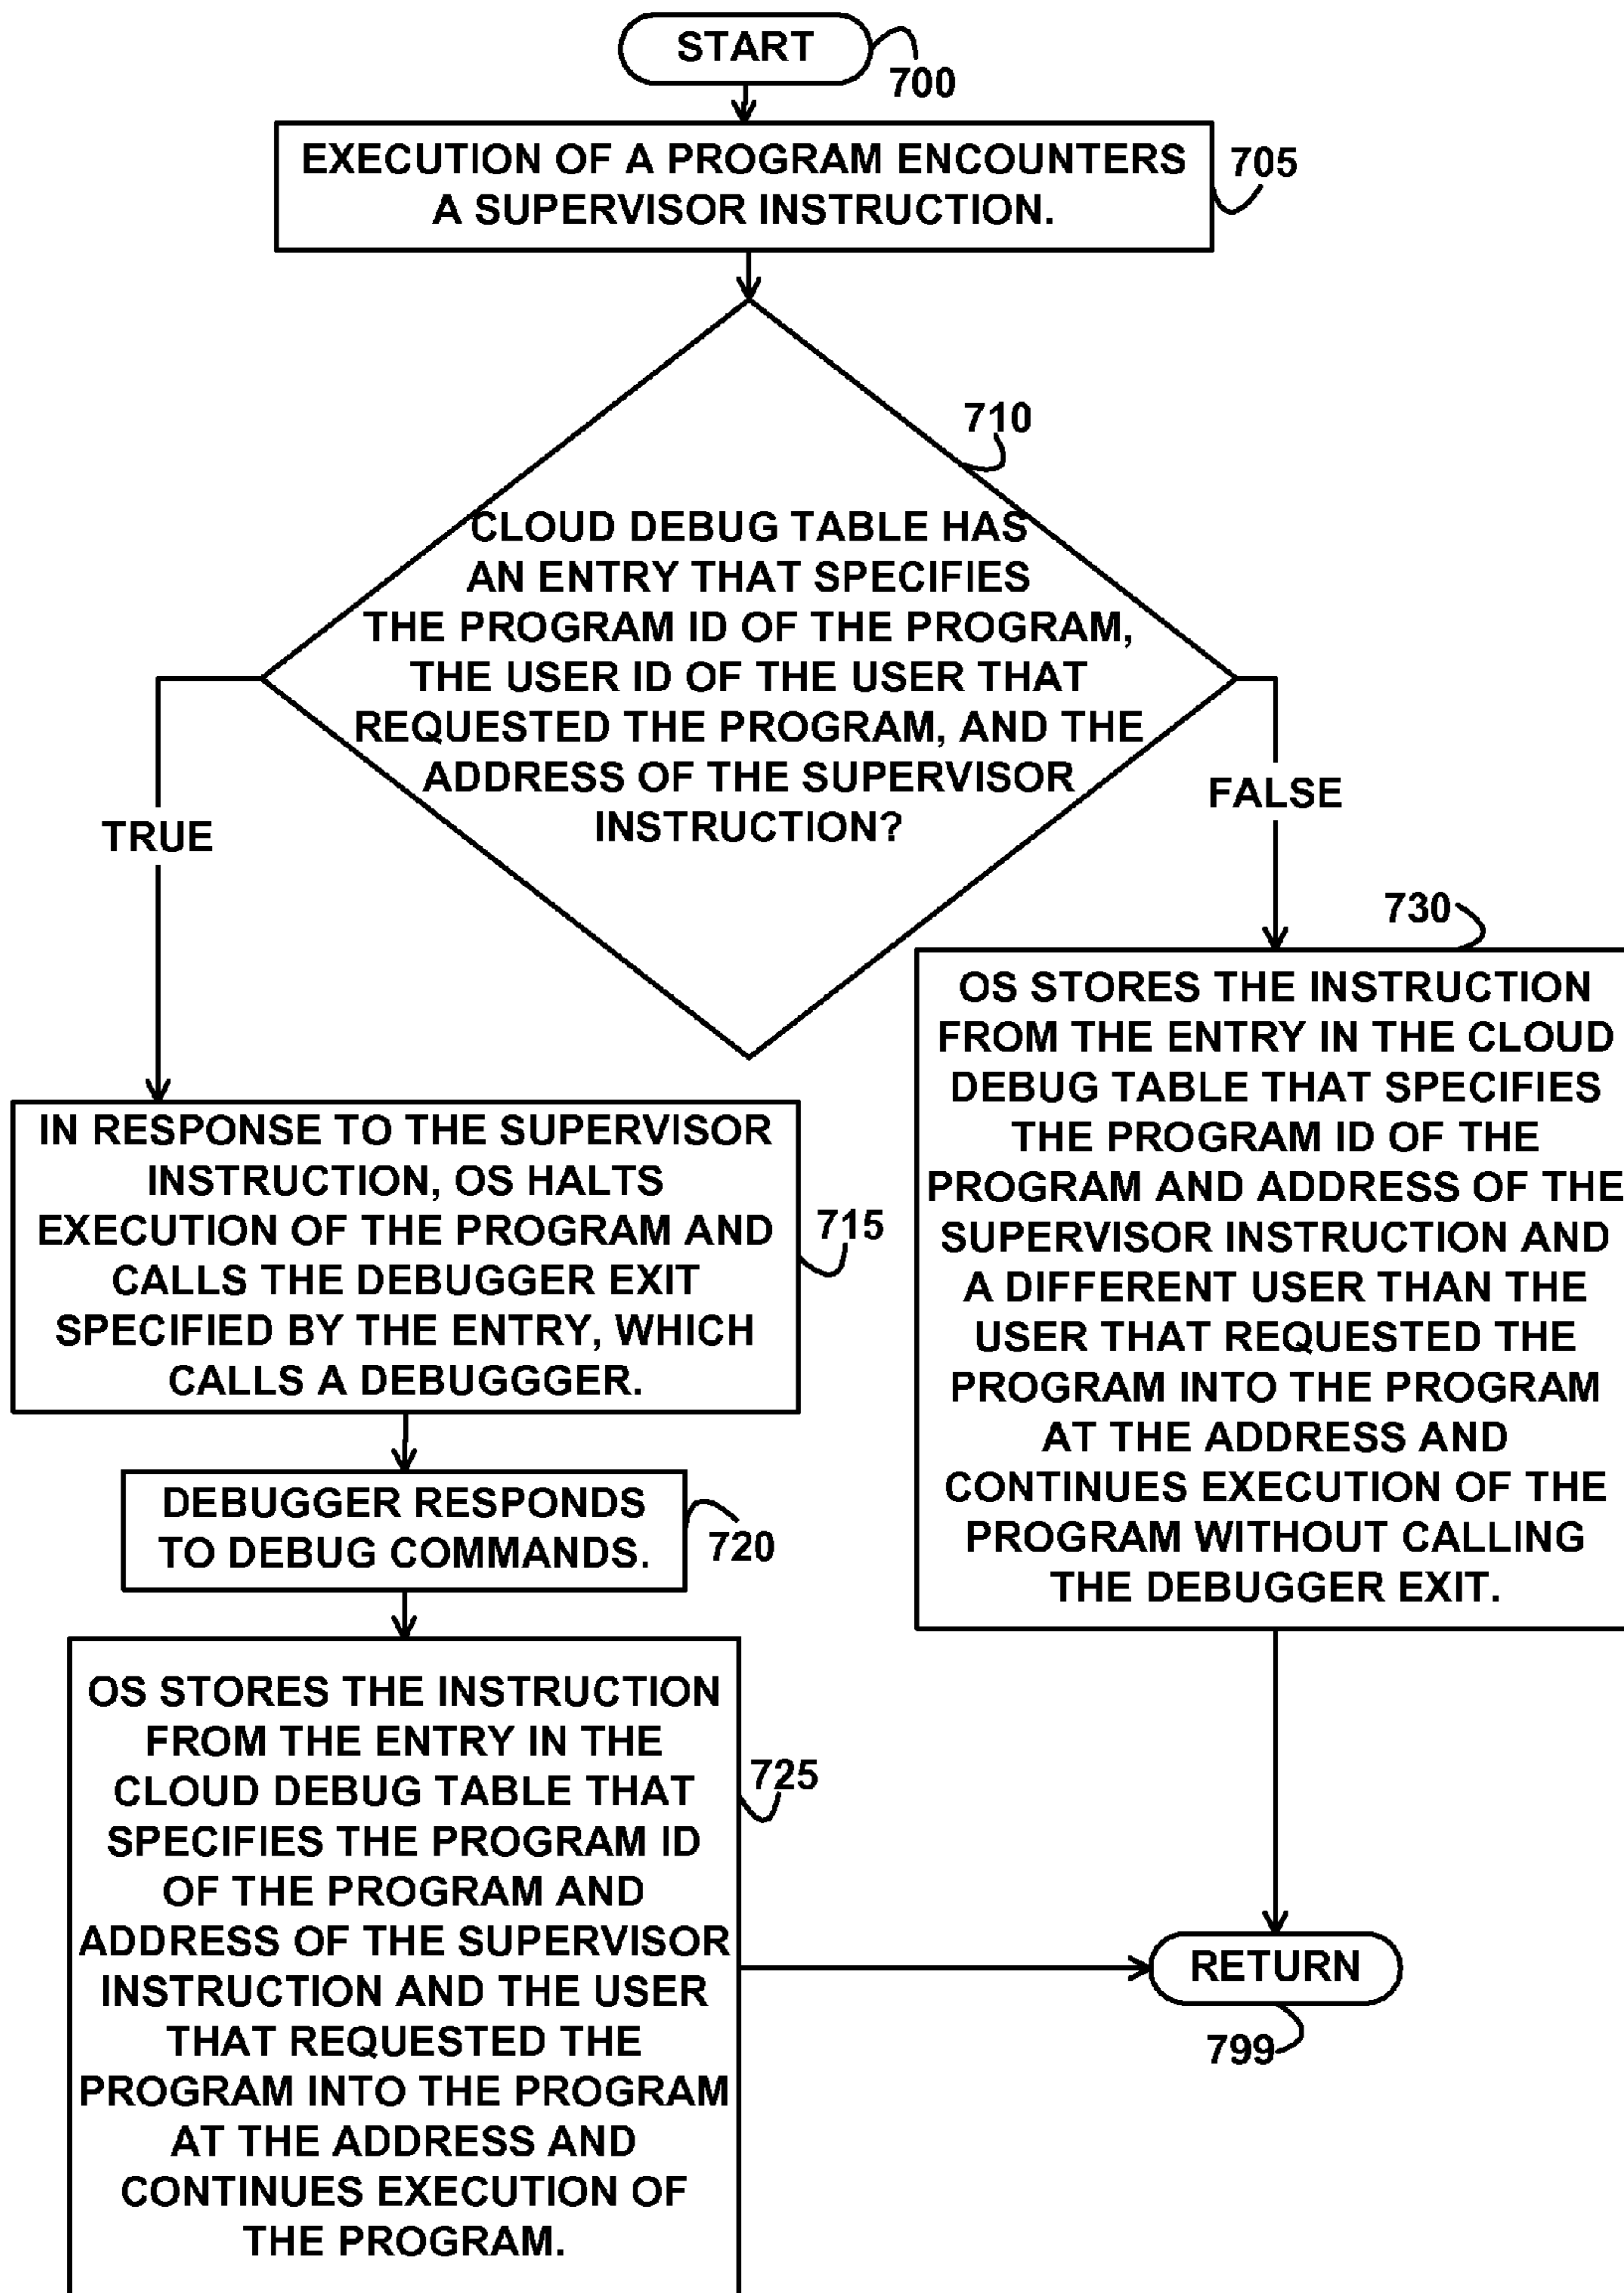 START
700
EXECUTION OF A PROGRAM ENCOUNTERS
A SUPERVISOR INSTRUCTION.
705
710
CLOUD DEBUG TABLE HAS
AN ENTRY THAT SPECIFIES
THE PROGRAM ID OF THE PROGRAM,
THE USER ID OF THE USER THAT
REQUESTED THE PROGRAM, AND THE
ADDRESS OF THE SUPERVISOR
INSTRUCTION?
TRUE
FALSE
IN RESPONSE TO THE SUPERVISOR
INSTRUCTION, OS HALTS
EXECUTION OF THE PROGRAM AND
CALLS THE DEBUGGER EXIT
SPECIFIED BY THE ENTRY, WHICH
CALLS A DEBUGGGER.
715
DEBUGGER RESPONDS
TO DEBUG COMMANDS.
720
OS STORES THE INSTRUCTION
FROM THE ENTRY IN THE
CLOUD DEBUG TABLE THAT
SPECIFIES THE PROGRAM ID
OF THE PROGRAM AND
ADDRESS OF THE SUPERVISOR
INSTRUCTION AND THE USER
THAT REQUESTED THE
PROGRAM INTO THE PROGRAM
AT THE ADDRESS AND
CONTINUES EXECUTION OF
THE PROGRAM.
725
730
OS STORES THE INSTRUCTION
FROM THE ENTRY IN THE CLOUD
DEBUG TABLE THAT SPECIFIES
THE PROGRAM ID OF THE
PROGRAM AND ADDRESS OF THE
SUPERVISOR INSTRUCTION AND
A DIFFERENT USER THAN THE
USER THAT REQUESTED THE
PROGRAM INTO THE PROGRAM
AT THE ADDRESS AND
CONTINUES EXECUTION OF THE
PROGRAM WITHOUT CALLING
THE DEBUGGER EXIT.
RETURN
799